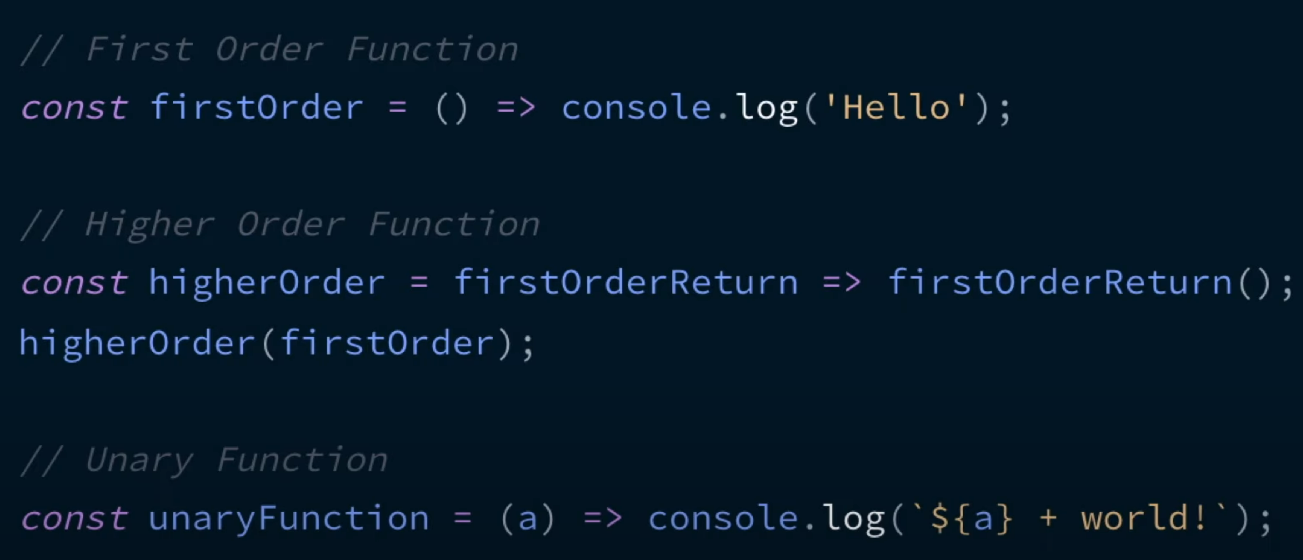 // First Order Function
const firstOrder = () => console.log('Hello');
// Higher Order Function
const higherOrder = firstOrderReturn => firstOrderReturn();
higherOrder(firstOrder);
// Unary Function
const unaryFunction = (a) => console.log(`${a} + world!`);